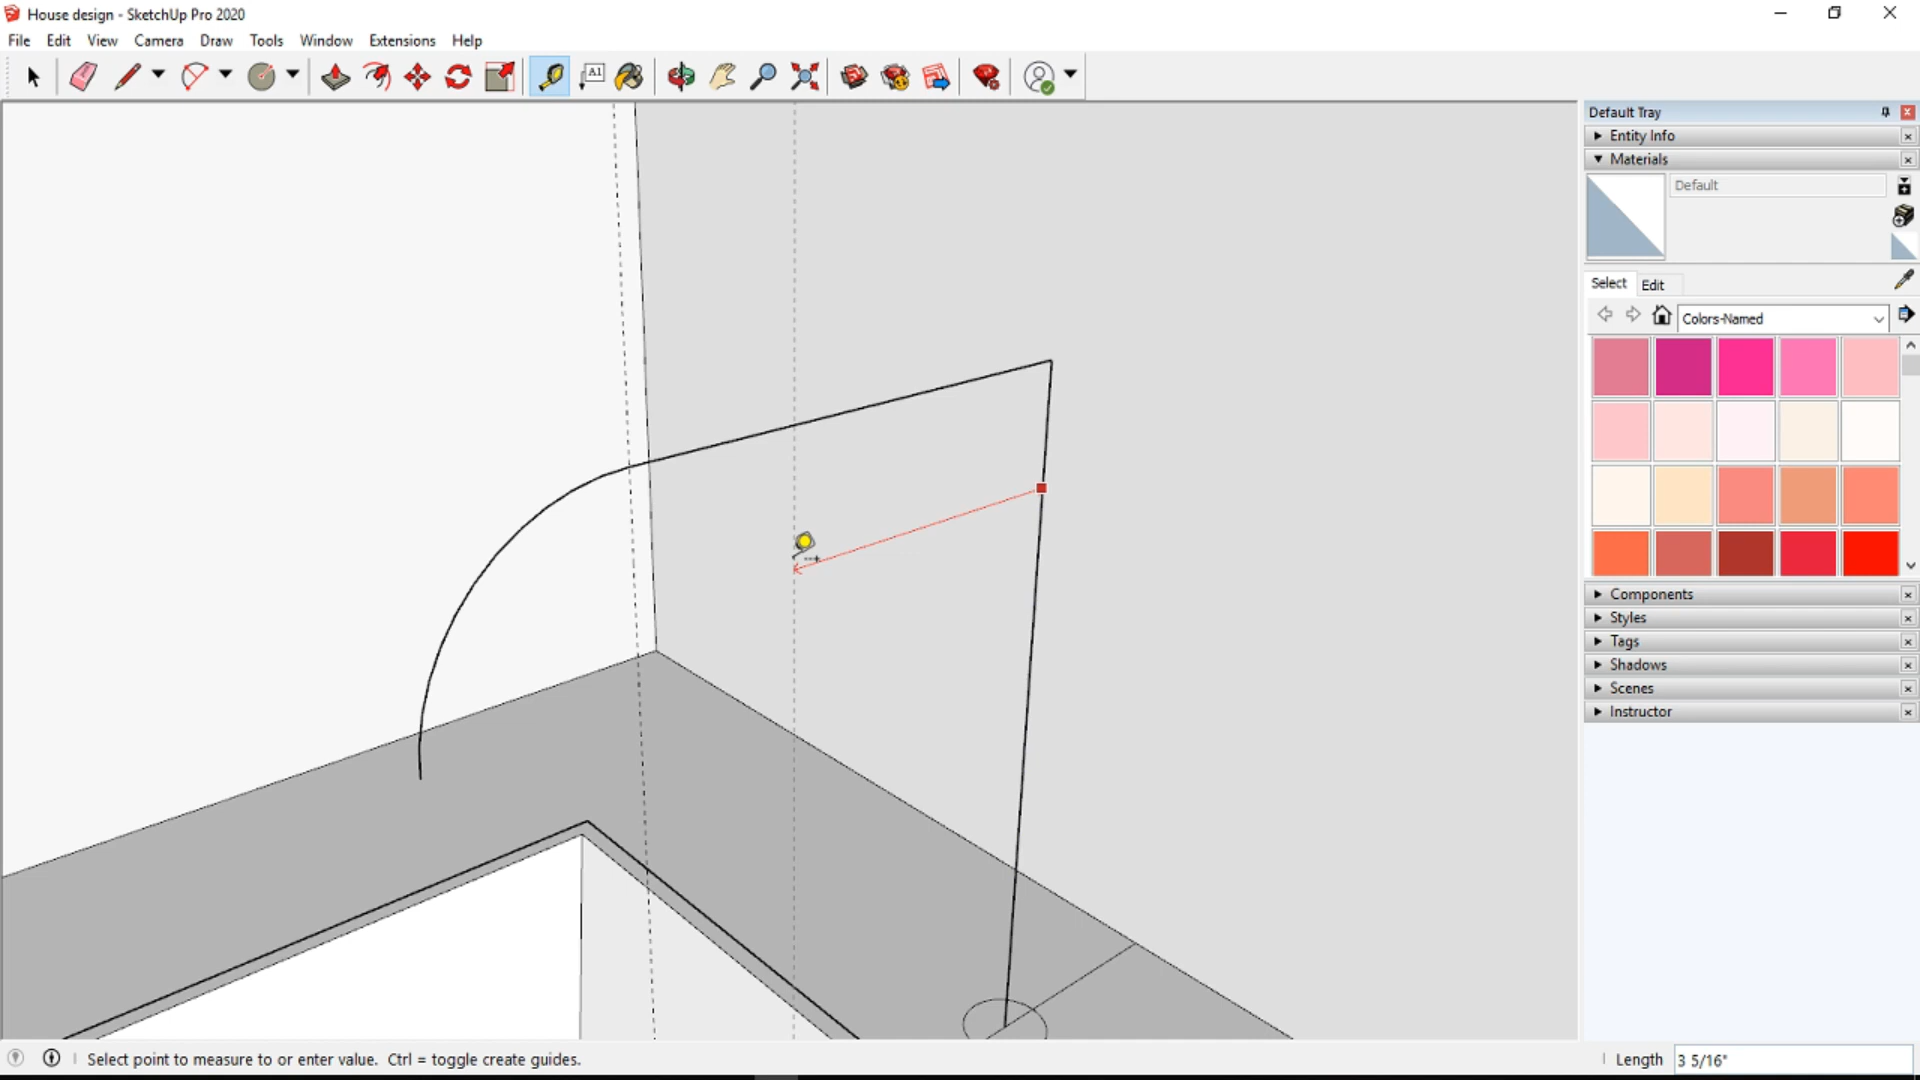 House design - SketchUp Pro 2020
File Edit View Camera Draw Tools Window Extensions Help
A1
Default Tray
Entity Info
Materials
Default
Select Edit
Colors-Named
Components
Styles
Tags
Shadows
Scenes
Instructor
Select point to measure to or enter value. Ctrl = toggle create guides.
Length 3 5/16"